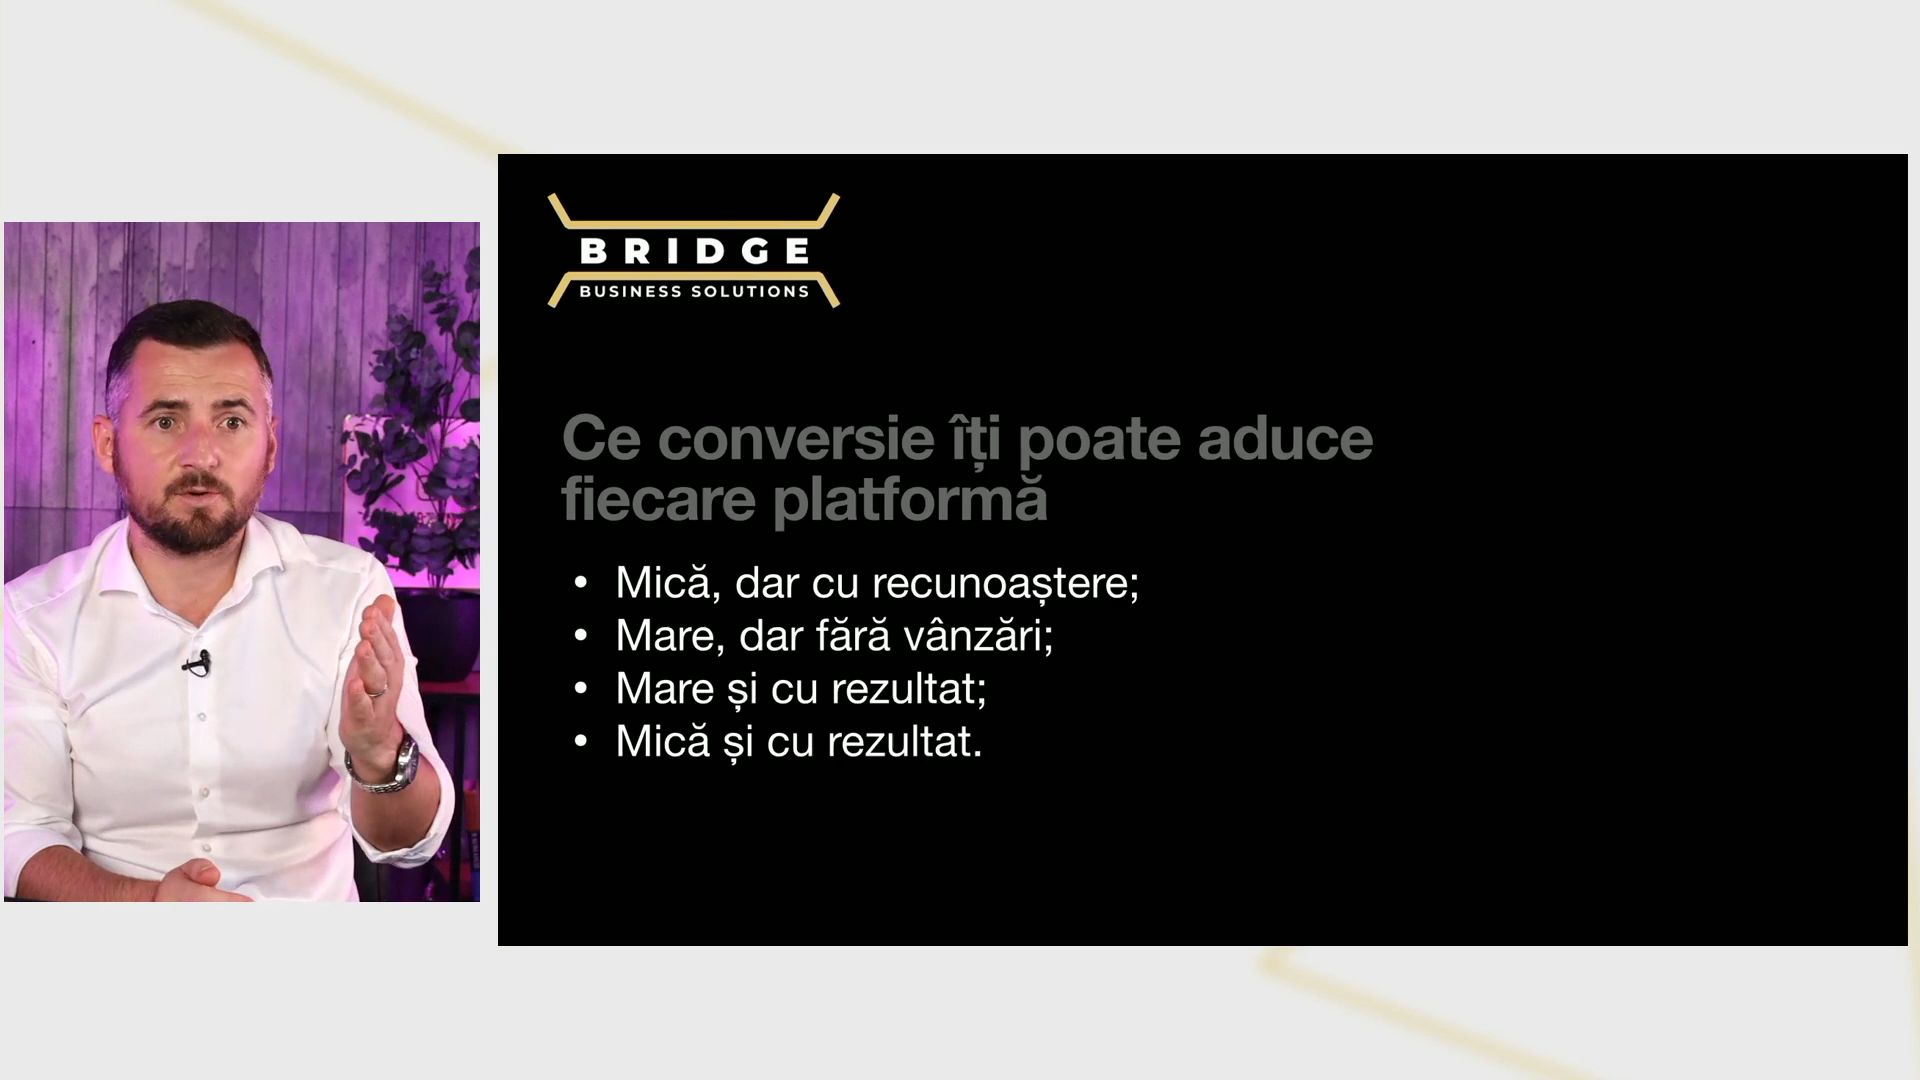 BRIDGE
BUSINESS SOLUTIONS
Ce conversie îți poate aduce
fiecare platformă
• Mică, dar cu recunoaștere;
• Mare, dar fără vânzări;
• Mare și cu rezultat;
• Mică și cu rezultat.